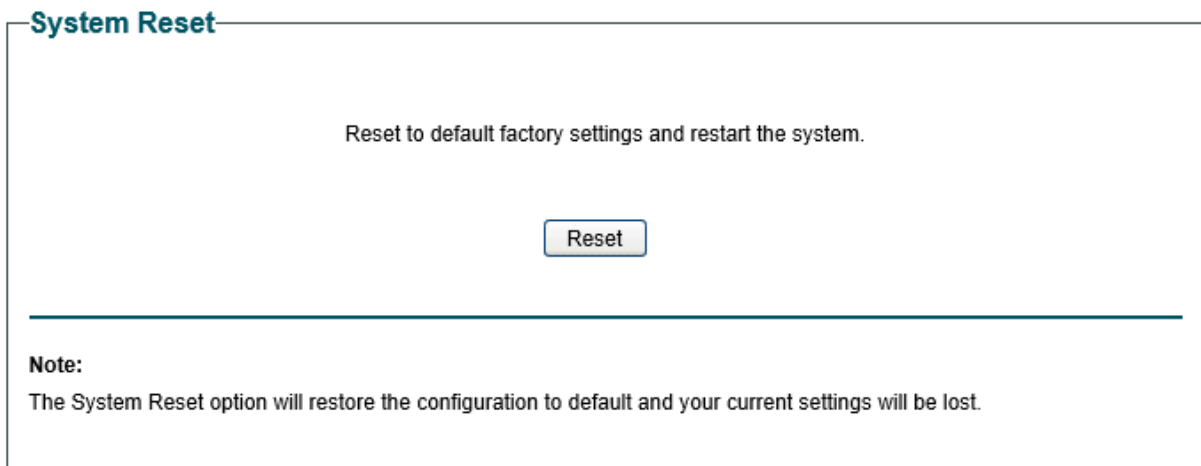 System Reset
Reset to default factory settings and restart the system.
Reset
Note:
The System Reset option will restore the configuration to default and your current settings will be lost.